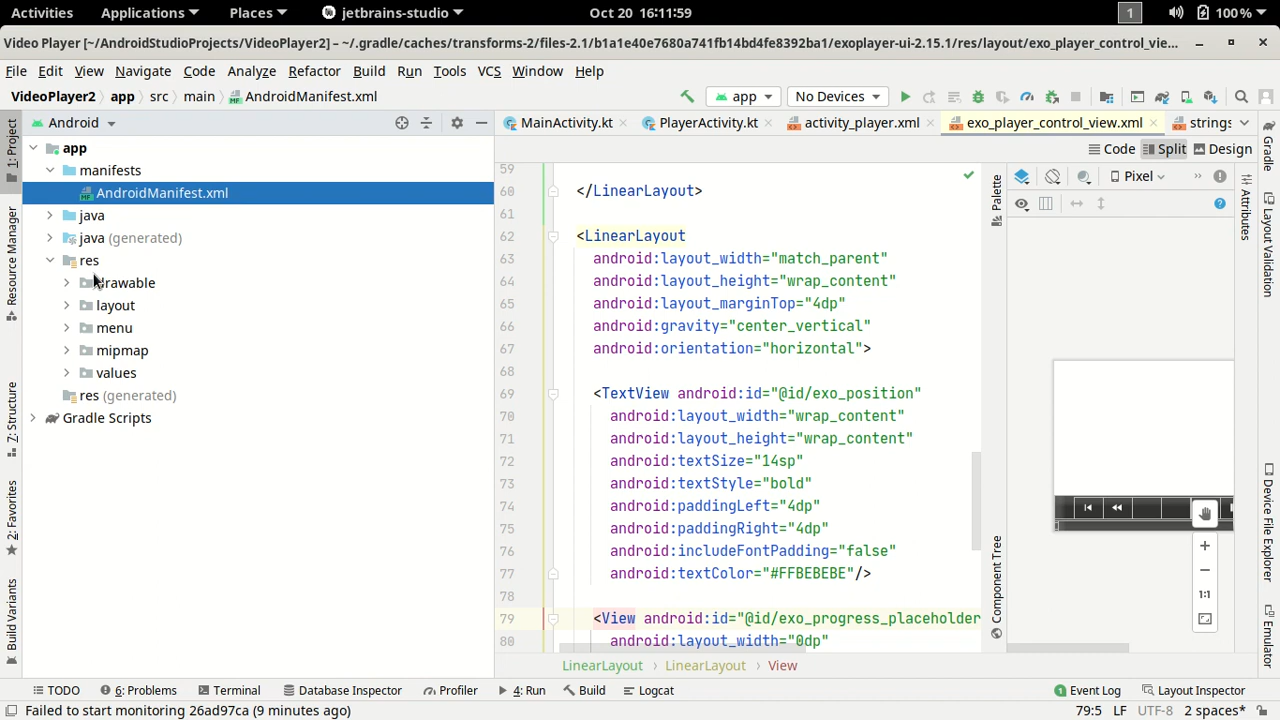 Activities Applications Places jetbrains-studio Oct 20 16:11:59 1 100%
Video Player [~/AndroidStudioProjects/VideoPlayer2] – ~/.gradle/caches/transforms-2/files-2.1/b1a1e40e7680a741fb14bd4fe8392ba1/exoplayer-ui-2.15.1/res/layout/exo_player_control_vie...
File Edit View Navigate Code Analyze Refactor Build Run Tools VCS Window Help
VideoPlayer2 app src main AndroidManifest.xml app No Devices
Android MainActivity.kt PlayerActivity.kt activity_player.xml exo_player_control_view.xml strings
Code Split Design
Pixel
1: Project
Resource Manager
Z: Structure
2: Favorites
Build Variants
app
manifests
AndroidManifest.xml
java
java (generated)
res
drawable
layout
menu
mipmap
values
res (generated)
Gradle Scripts
59
60 </LinearLayout>
61
62 <LinearLayout
63 android:layout_width="match_parent"
64 android:layout_height="wrap_content"
65 android:layout_marginTop="4dp"
66 android:gravity="center_vertical"
67 android:orientation="horizontal">
68
69 <TextView android:id="@id/exo_position"
70 android:layout_width="wrap_content"
71 android:layout_height="wrap_content"
72 android:textSize="14sp"
73 android:textStyle="bold"
74 android:paddingLeft="4dp"
75 android:paddingRight="4dp"
76 android:includeFontPadding="false"
77 android:textColor="#FFBEBEBE"/>
78
79 <View android:id="@id/exo_progress_placeholder
80 android:layout_width="0dp"
LinearLayout LinearLayout View
Palette
Component Tree
1:1
Attributes
Gradle
Layout Validation
Device File Explorer
Emulator
TODO 6: Problems Terminal Database Inspector Profiler 4: Run Build Logcat Event Log Layout Inspector
Failed to start monitoring 26ad97ca (9 minutes ago) 79:5 LF UTF-8 2 spaces*